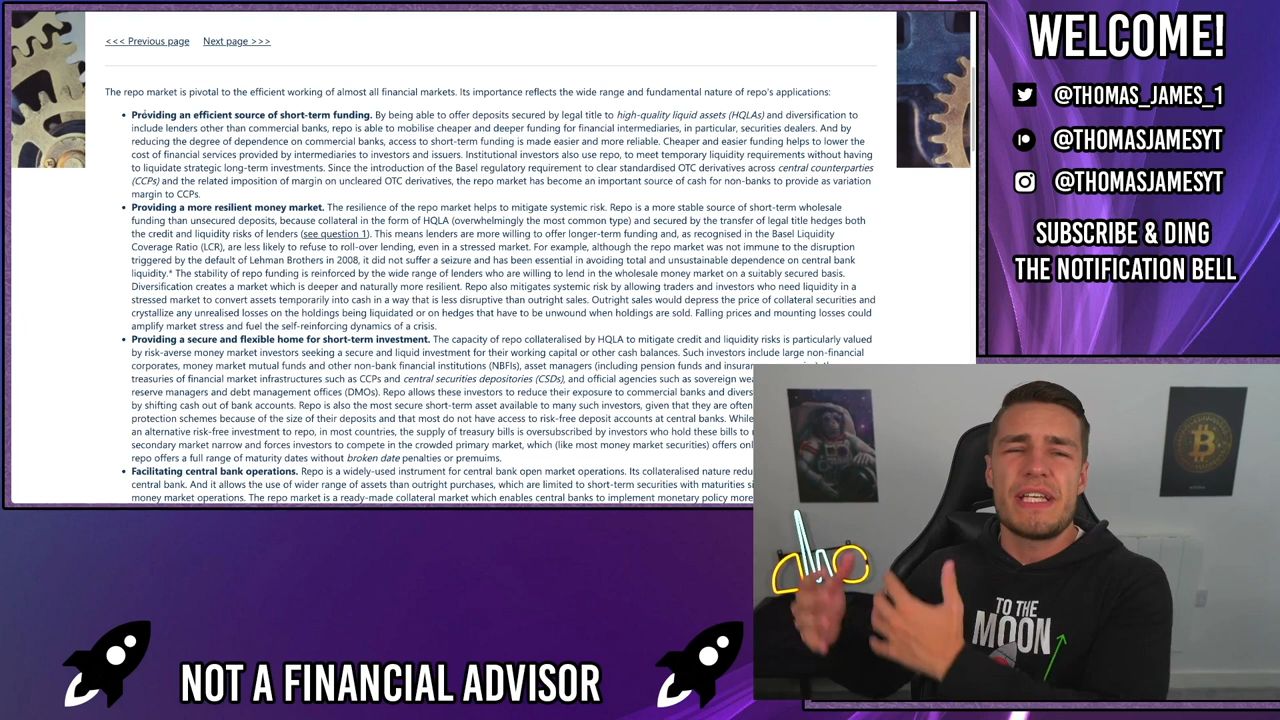 <<< Previous page Next page >>>
The repo market is pivotal to the efficient working of almost all financial markets. Its importance reflects the wide range and fundamental nature of repo's applications:
• Providing an efficient source of short-term funding. By being able to offer deposits secured by legal title to high-quality liquid assets (HQLAs) and diversification to
include lenders other than commercial banks, repo is able to mobilise cheaper and deeper funding for financial intermediaries, in particular, securities dealers. And by
reducing the degree of dependence on commercial banks, access to short-term funding is made easier and more reliable. Cheaper and easier funding helps to lower the
cost of financial services provided by intermediaries to investors and issuers. Institutional investors also use repo, to meet temporary liquidity requirements without having
to liquidate strategic long-term investments. Since the introduction of the Basel regulatory requirement to clear standardised OTC derivatives across central counterparties
(CCPs) and the related imposition of margin on uncleared OTC derivatives, the repo market has become an important source of cash for non-banks to provide as variation
margin to CCPs.
• Providing a more resilient money market. The resilience of the repo market helps to mitigate systemic risk. Repo is a more stable source of short-term wholesale
funding than unsecured deposits, because collateral in the form of HQLA (overwhelmingly the most common type) and secured by the transfer of legal title hedges both
the credit and liquidity risks of lenders (see question 1). This means lenders are more willing to offer longer-term funding and, as recognised in the Basel Liquidity
Coverage Ratio (LCR), are less likely to refuse to roll-over lending, even in a stressed market. For example, although the repo market was not immune to the disruption
triggered by the default of Lehman Brothers in 2008, it did not suffer a seizure and has been essential in avoiding total and unsustainable dependence on central bank
liquidity.* The stability of repo funding is reinforced by the wide range of lenders who are willing to lend in the wholesale money market on a suitably secured basis.
Diversification creates a market which is deeper and naturally more resilient. Repo also mitigates systemic risk by allowing traders and investors who need liquidity in a
stressed market to convert assets temporarily into cash in a way that is less disruptive than outright sales. Outright sales would depress the price of collateral securities and
crystallize any unrealised losses on the holdings being liquidated or on hedges that have to be unwound when holdings are sold. Falling prices and mounting losses could
amplify market stress and fuel the self-reinforcing dynamics of a crisis.
• Providing a secure and flexible home for short-term investment. The capacity of repo collateralised by HQLA to mitigate credit and liquidity risks is particularly valued
by risk-averse money market investors seeking a secure and liquid investment for their working capital or other cash balances. Such investors include large non-financial
corporates, money market mutual funds and other non-bank financial institutions (NBFIs), asset managers (including pension funds and
treasuries of financial market infrastructures such as CCPs and central securities depositories (CSDs), and official agencies such as sovereign
reserve managers and debt management offices (DMOs). Repo allows these investors to reduce their exposure to commercial banks and
by shifting cash out of bank accounts. Repo is also the most secure short-term asset available to many such investors, given that they are often
protection schemes because of the size of their deposits and that most do not have access to risk-free deposit accounts at central banks. While
an alternative risk-free investment to repo, in most countries, the supply of treasury bills is oversubscribed by investors who hold these bills to
secondary market narrow and forces investors to compete in the crowded primary market, which (like most money market securities) offers
repo offers a full range of maturity dates without broken date penalties or premuims.
• Facilitating central bank operations. Repo is a widely-used instrument for central bank open market operations. Its collateralised nature
central bank. And it allows the use of wider range of assets than outright purchases, which are limited to short-term securities with maturities
money market operations. The repo market is a ready-made collateral market which enables central banks to implement monetary policy more
WELCOME!
@THOMAS_JAMES_1
@THOMASJAMESYT
@THOMASJAMESYT
SUBSCRIBE & DING
THE NOTIFICATION BELL
TO THE
MOON
NOT A FINANCIAL ADVISOR